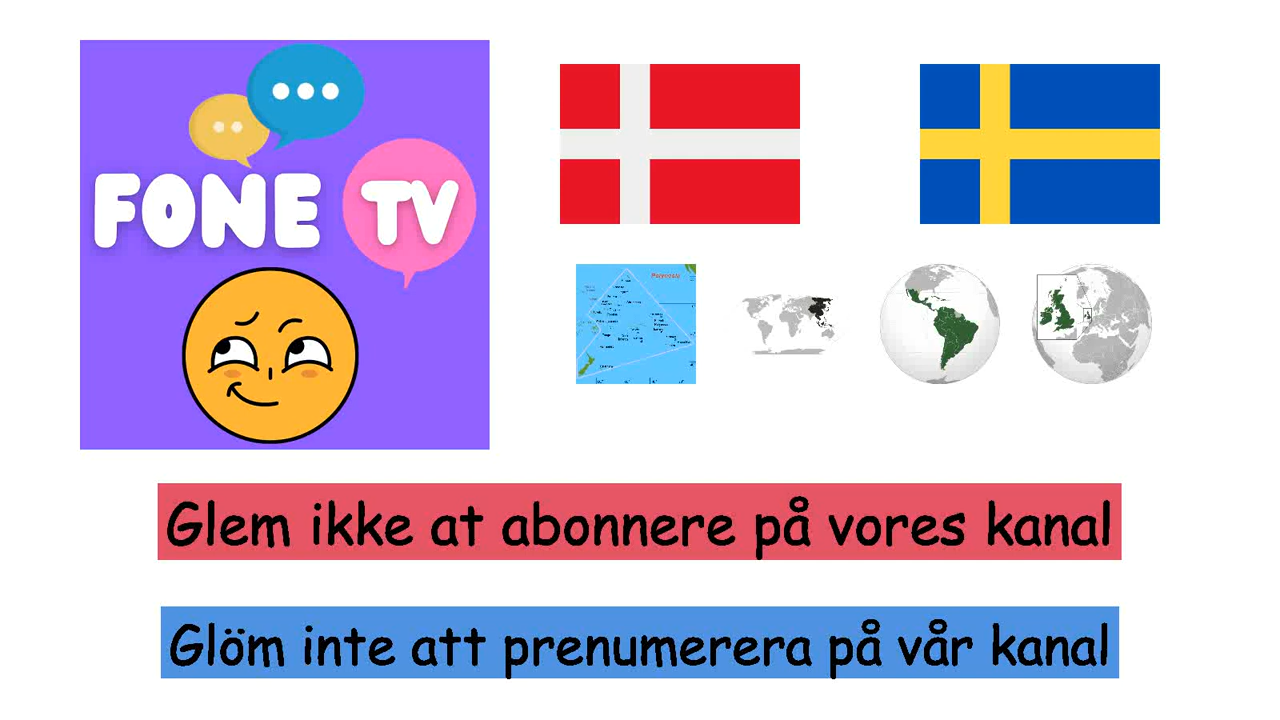 FONE TV
Glem ikke at abonnere på vores kanal
Glöm inte att prenumerera på vår kanal